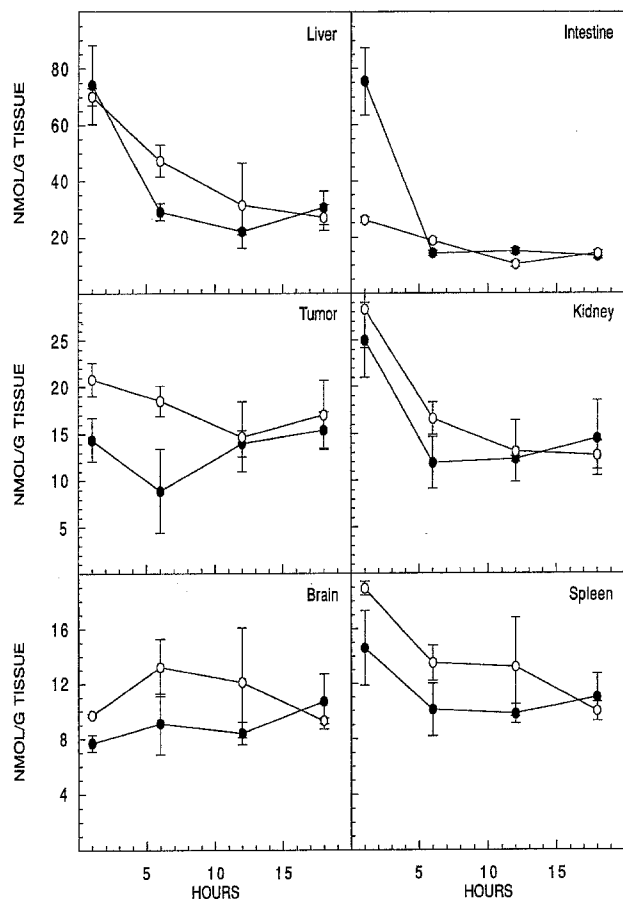 Liver
Intestine
NMOL/G TISSUE
80
60
40
20
Tumor
Kidney
NMOL/G TISSUE
25
20
15
10
5
Brain
Spleen
NMOL/G TISSUE
16
12
8
4
5
10
15
5
10
15
HOURS
HOURS